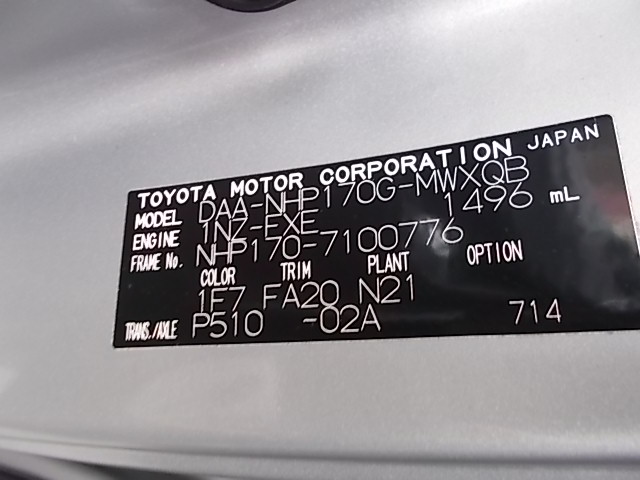 TOYOTA MOTOR CORPORATION JAPAN
MODEL DAA-NHP170G-MWXQB
ENGINE 1NZ-FXE 1496 mL
FRAME No. NHP170-7100776
COLOR TRIM PLANT OPTION
1F7 FA20 N21
TRANS./AXLE P510 -02A 714